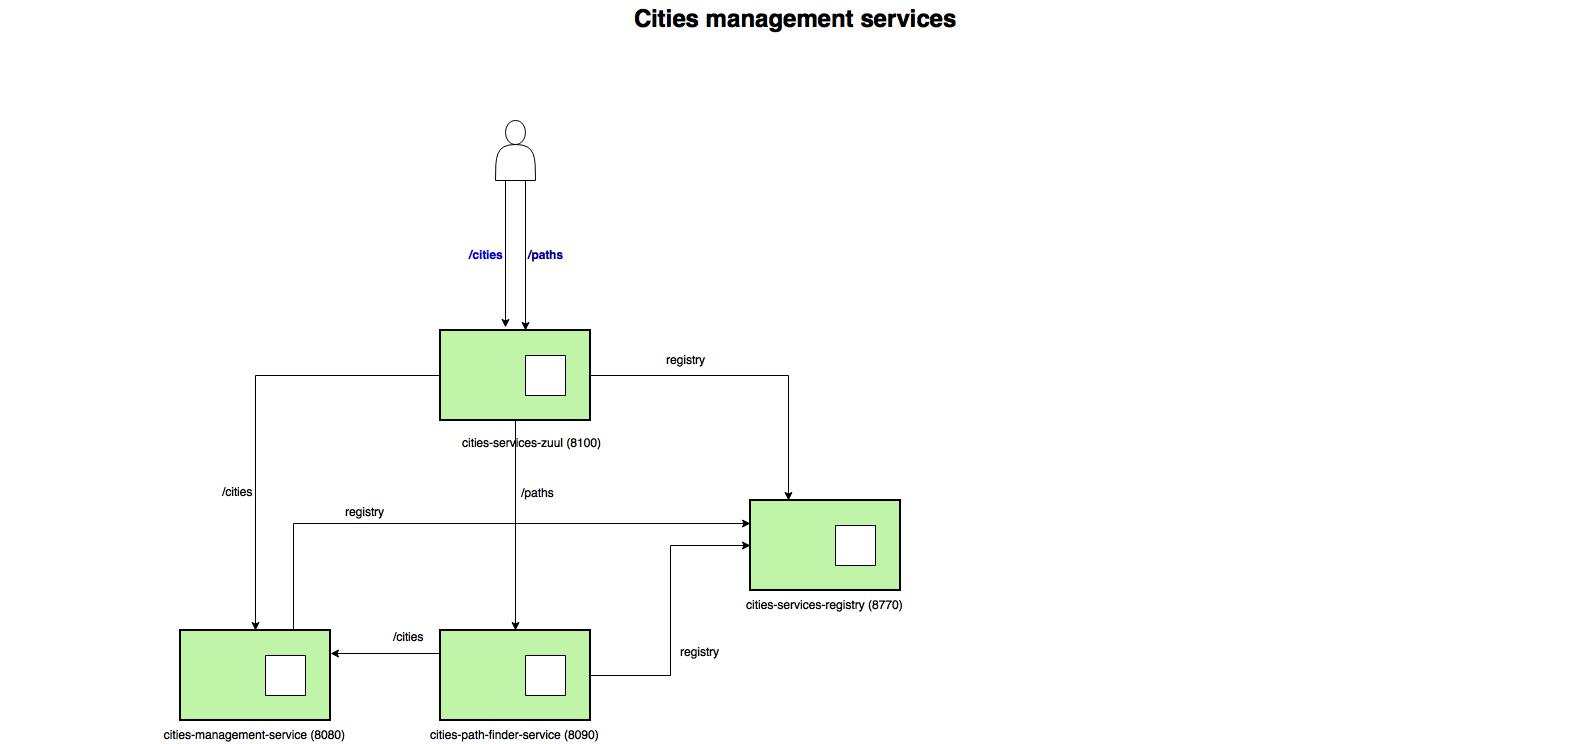 Cities management services
/cities
/paths
registry
cities-services-zuul (8100)
/cities
/paths
registry
cities-services-registry (8770)
/cities
registry
cities-management-service (8080)
cities-path-finder-service (8090)